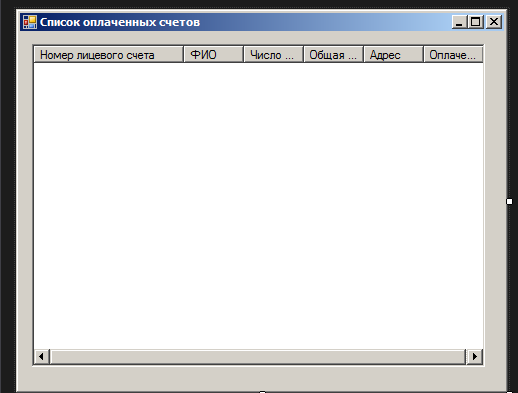 Список оплаченных счетов
Номер лицевого счета ФИО Число ... Общая ... Адрес Оплаче...